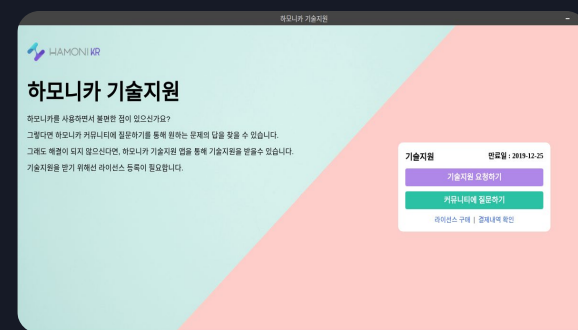 하모니카 기술지원
HAMONIKR
하모니카 기술지원
하모니카를 사용하면서 불편한 점이 있으신가요?
그렇다면 하모니카 커뮤니티에 질문하기를 통해 원하는 문제의 답을 찾을 수 있습니다.
그래도 해결이 되지 않으신다면, 하모니카 기술지원 앱을 통해 기술지원을 받을수 있습니다.
기술지원을 받기 위해선 라이선스 등록이 필요합니다.
기술지원 만료일 : 2019-12-25
기술지원 요청하기
커뮤니티에 질문하기
라이선스 구매 | 결제내역 확인